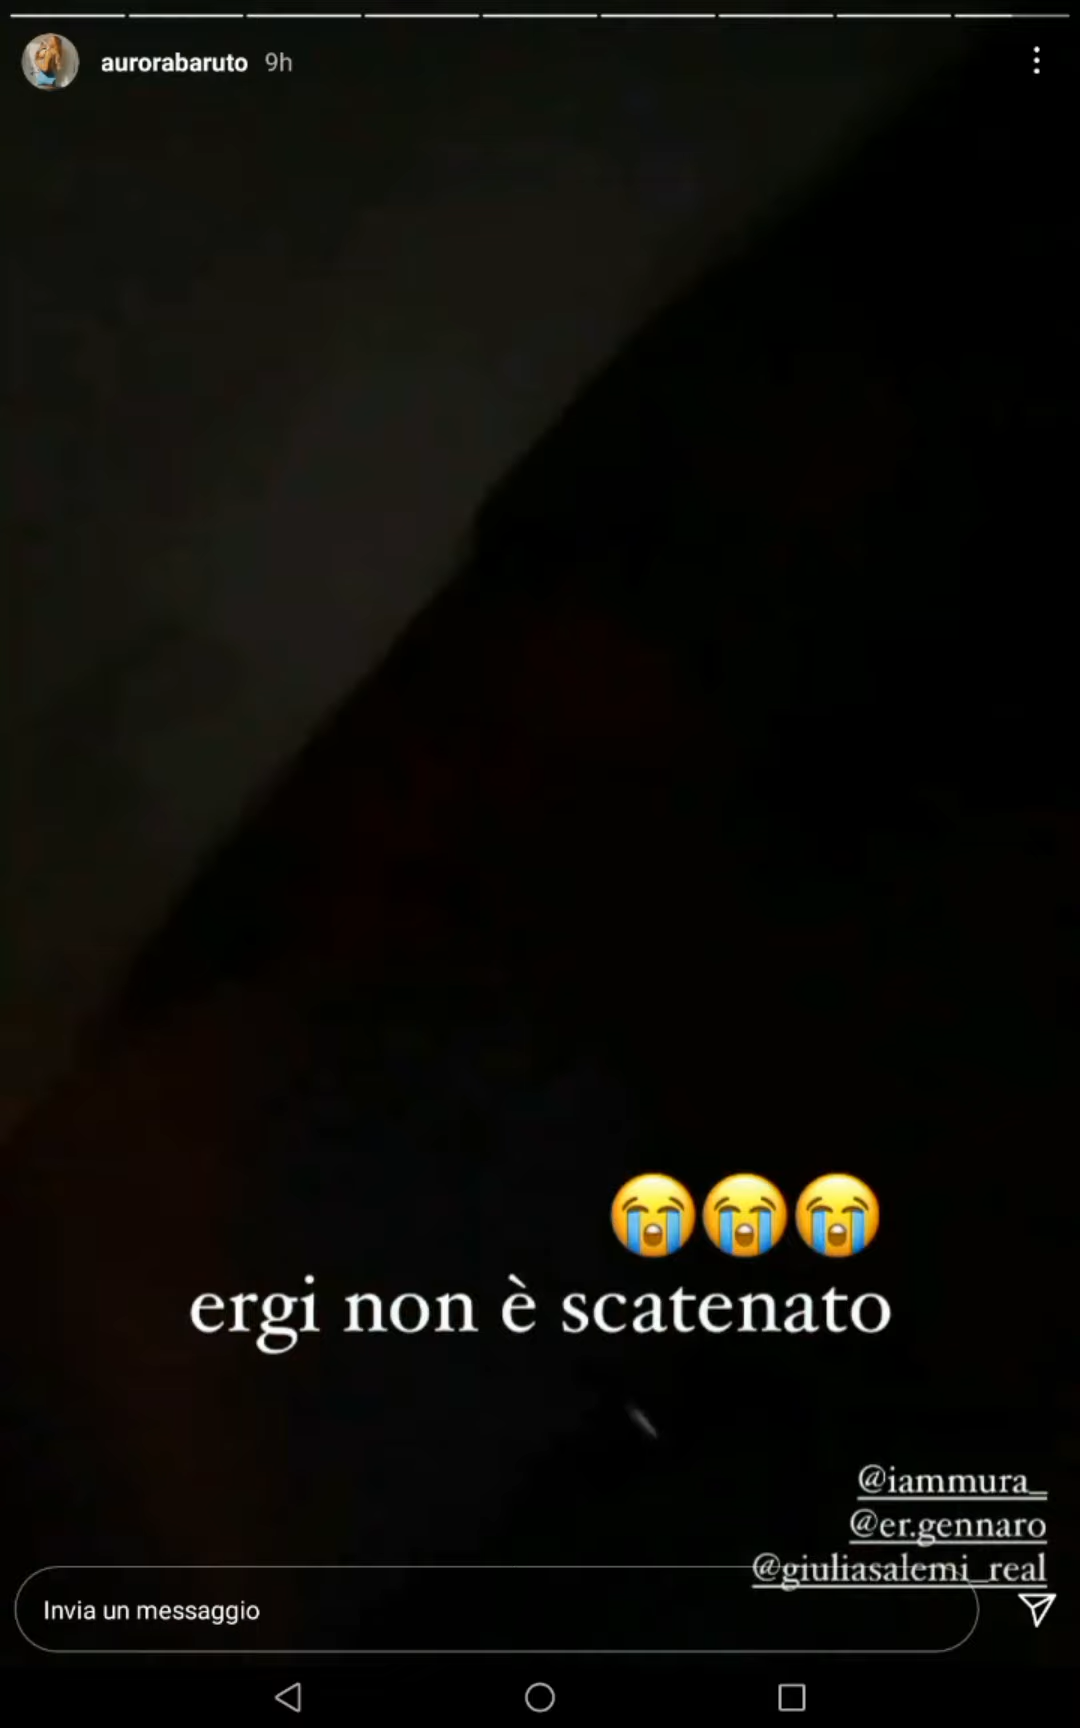 aurorabaruto 9h
😭😭😭
ergi non è scatenato
@iammura_
@er.gennaro
@giuliasalemi_real
Invia un messaggio